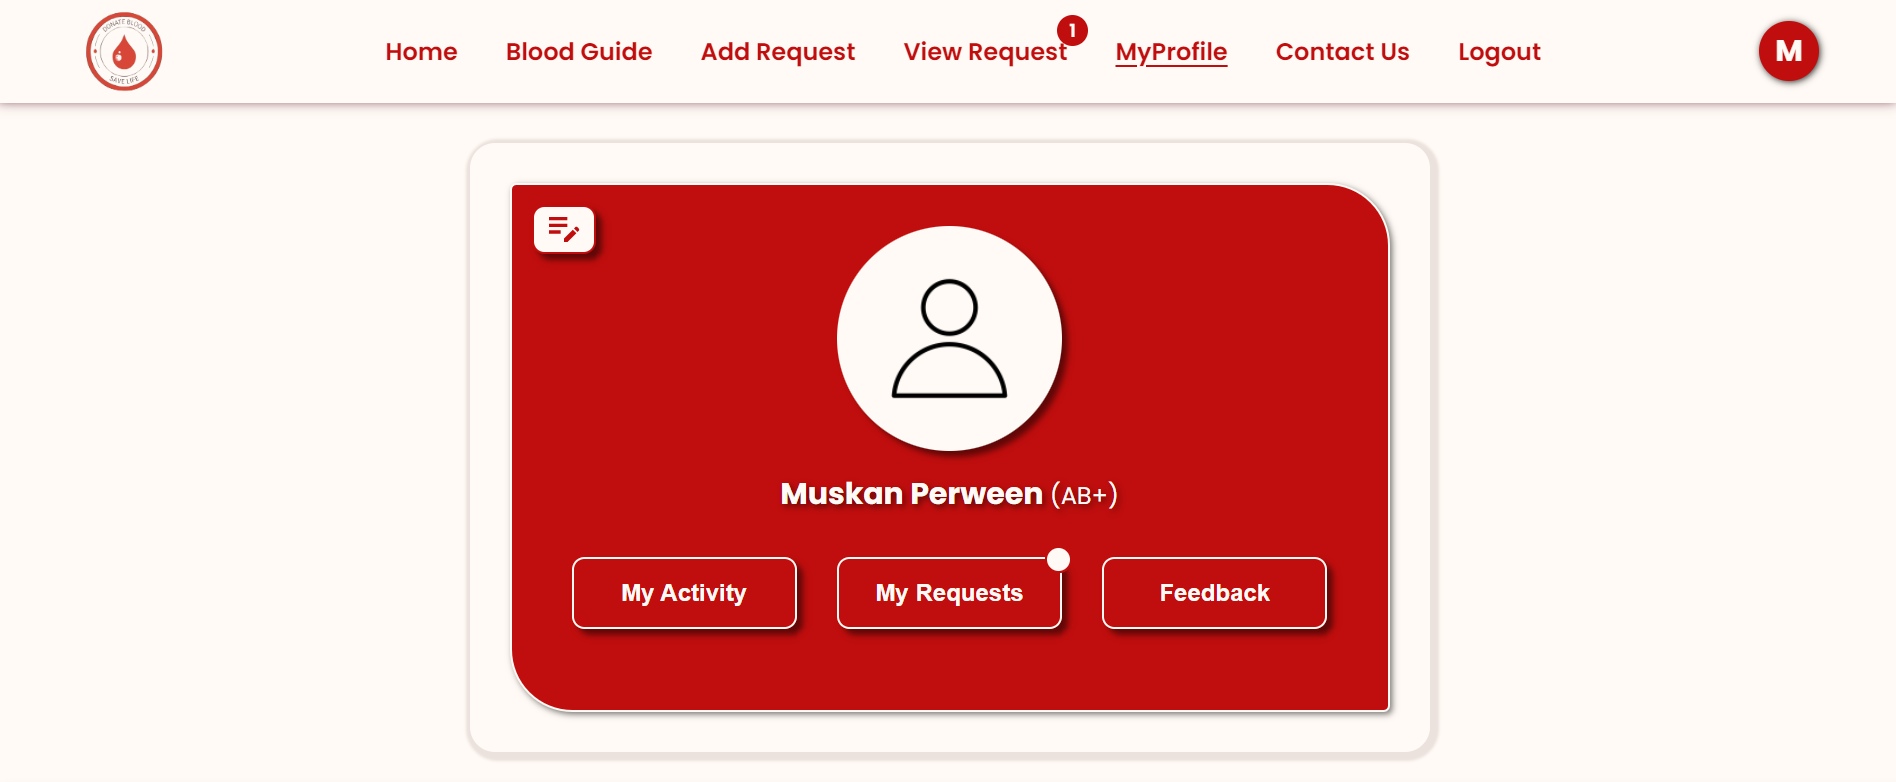 DONATE BLOOD
SAVE LIFE
Home Blood Guide Add Request View Request 1 MyProfile Contact Us Logout M
Muskan Perween (AB+)
My Activity My Requests Feedback